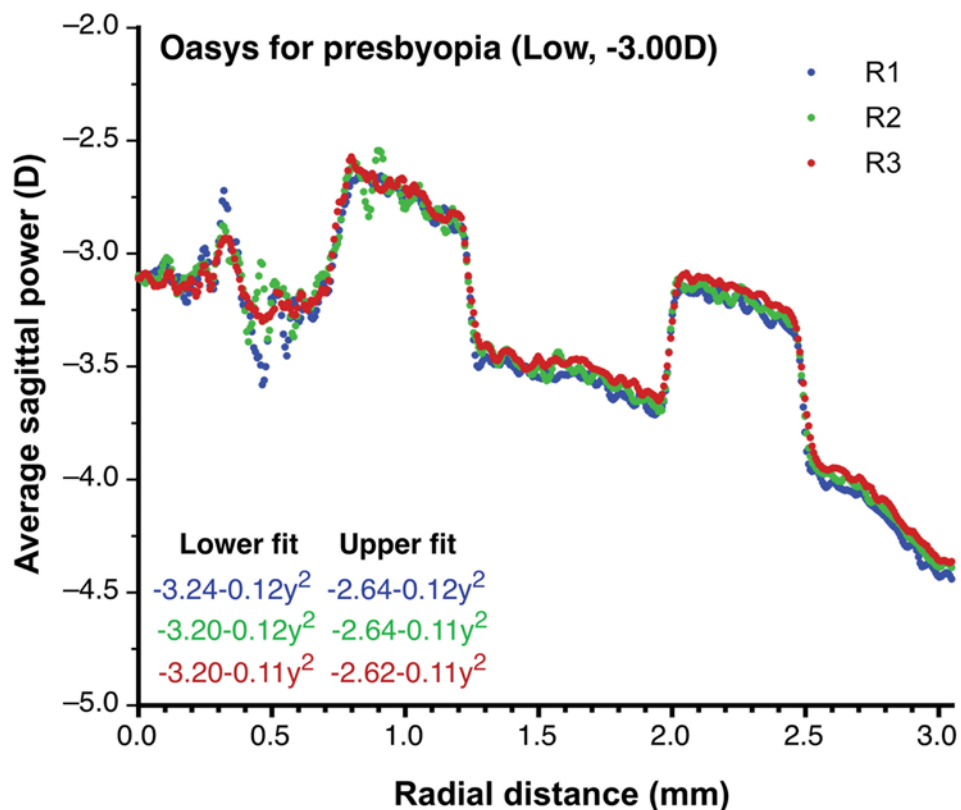 Oasys for presbyopia (Low, -3.00D)
R1
R2
R3
Average sagittal power (D)
−2.0
−2.5
−3.0
−3.5
−4.0
−4.5
−5.0
Lower fit Upper fit
-3.24-0.12y² -2.64-0.12y²
-3.20-0.12y² -2.64-0.11y²
-3.20-0.11y² -2.62-0.11y²
0.0 0.5 1.0 1.5 2.0 2.5 3.0
Radial distance (mm)